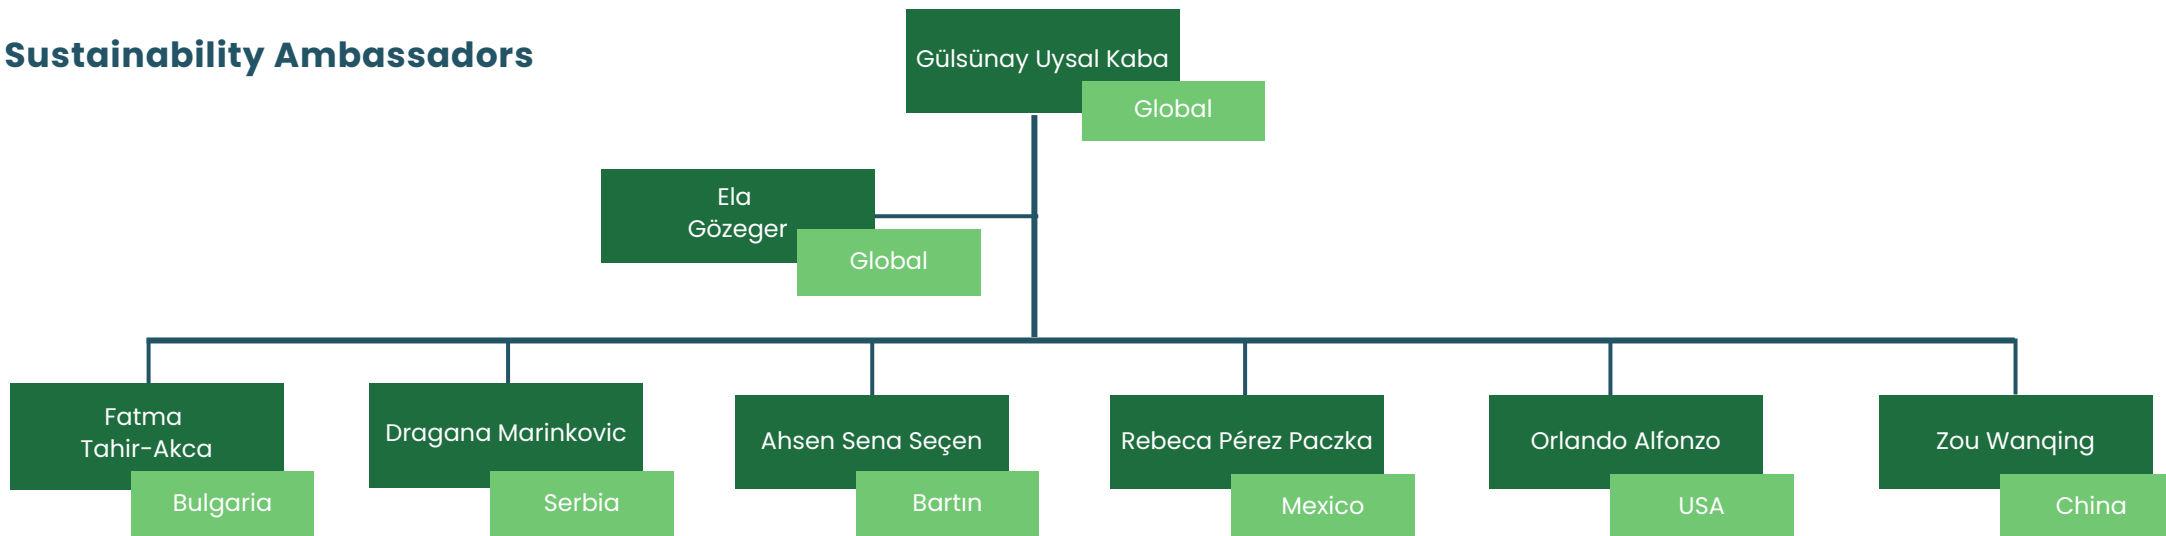 Sustainability Ambassadors
Gülsünay Uysal Kaba
Global
Ela
Gözeger
Global
Fatma
Tahir-Akca
Bulgaria
Dragana Marinkovic
Serbia
Ahsen Sena Seçen
Bartın
Rebeca Pérez Paczka
Mexico
Orlando Alfonzo
USA
Zou Wanqing
China